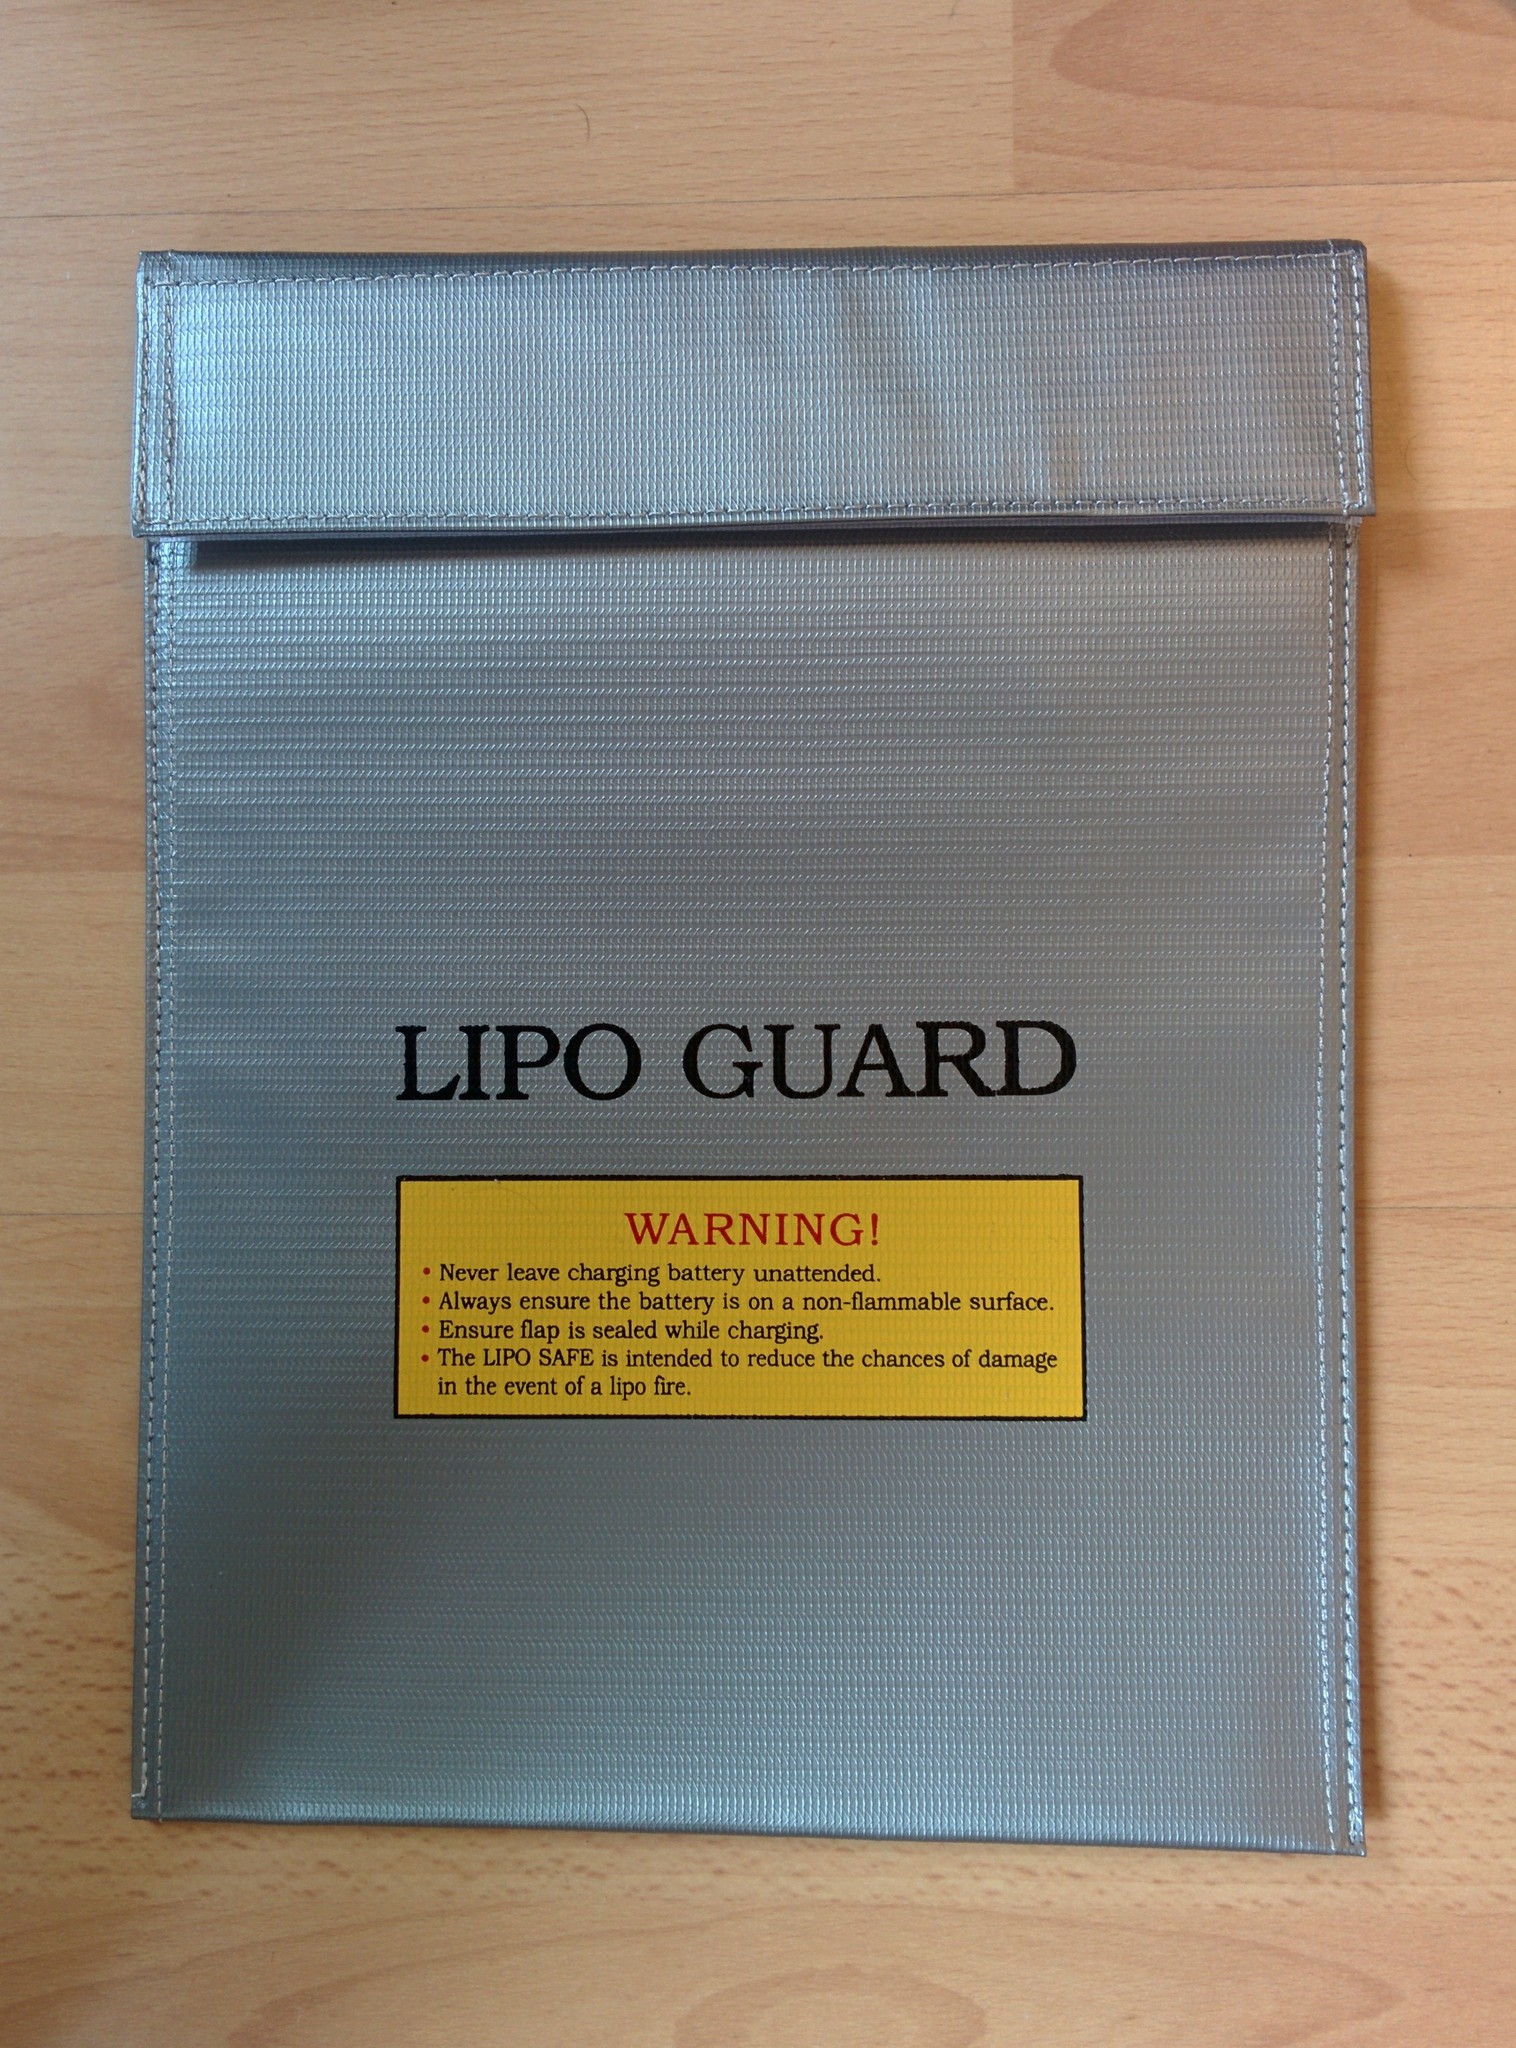 LIPO GUARD
WARNING!
• Never leave charging battery unattended.
• Always ensure the battery is on a non-flammable surface.
• Ensure flap is sealed while charging.
• The LIPO SAFE is intended to reduce the chances of damage
in the event of a lipo fire.